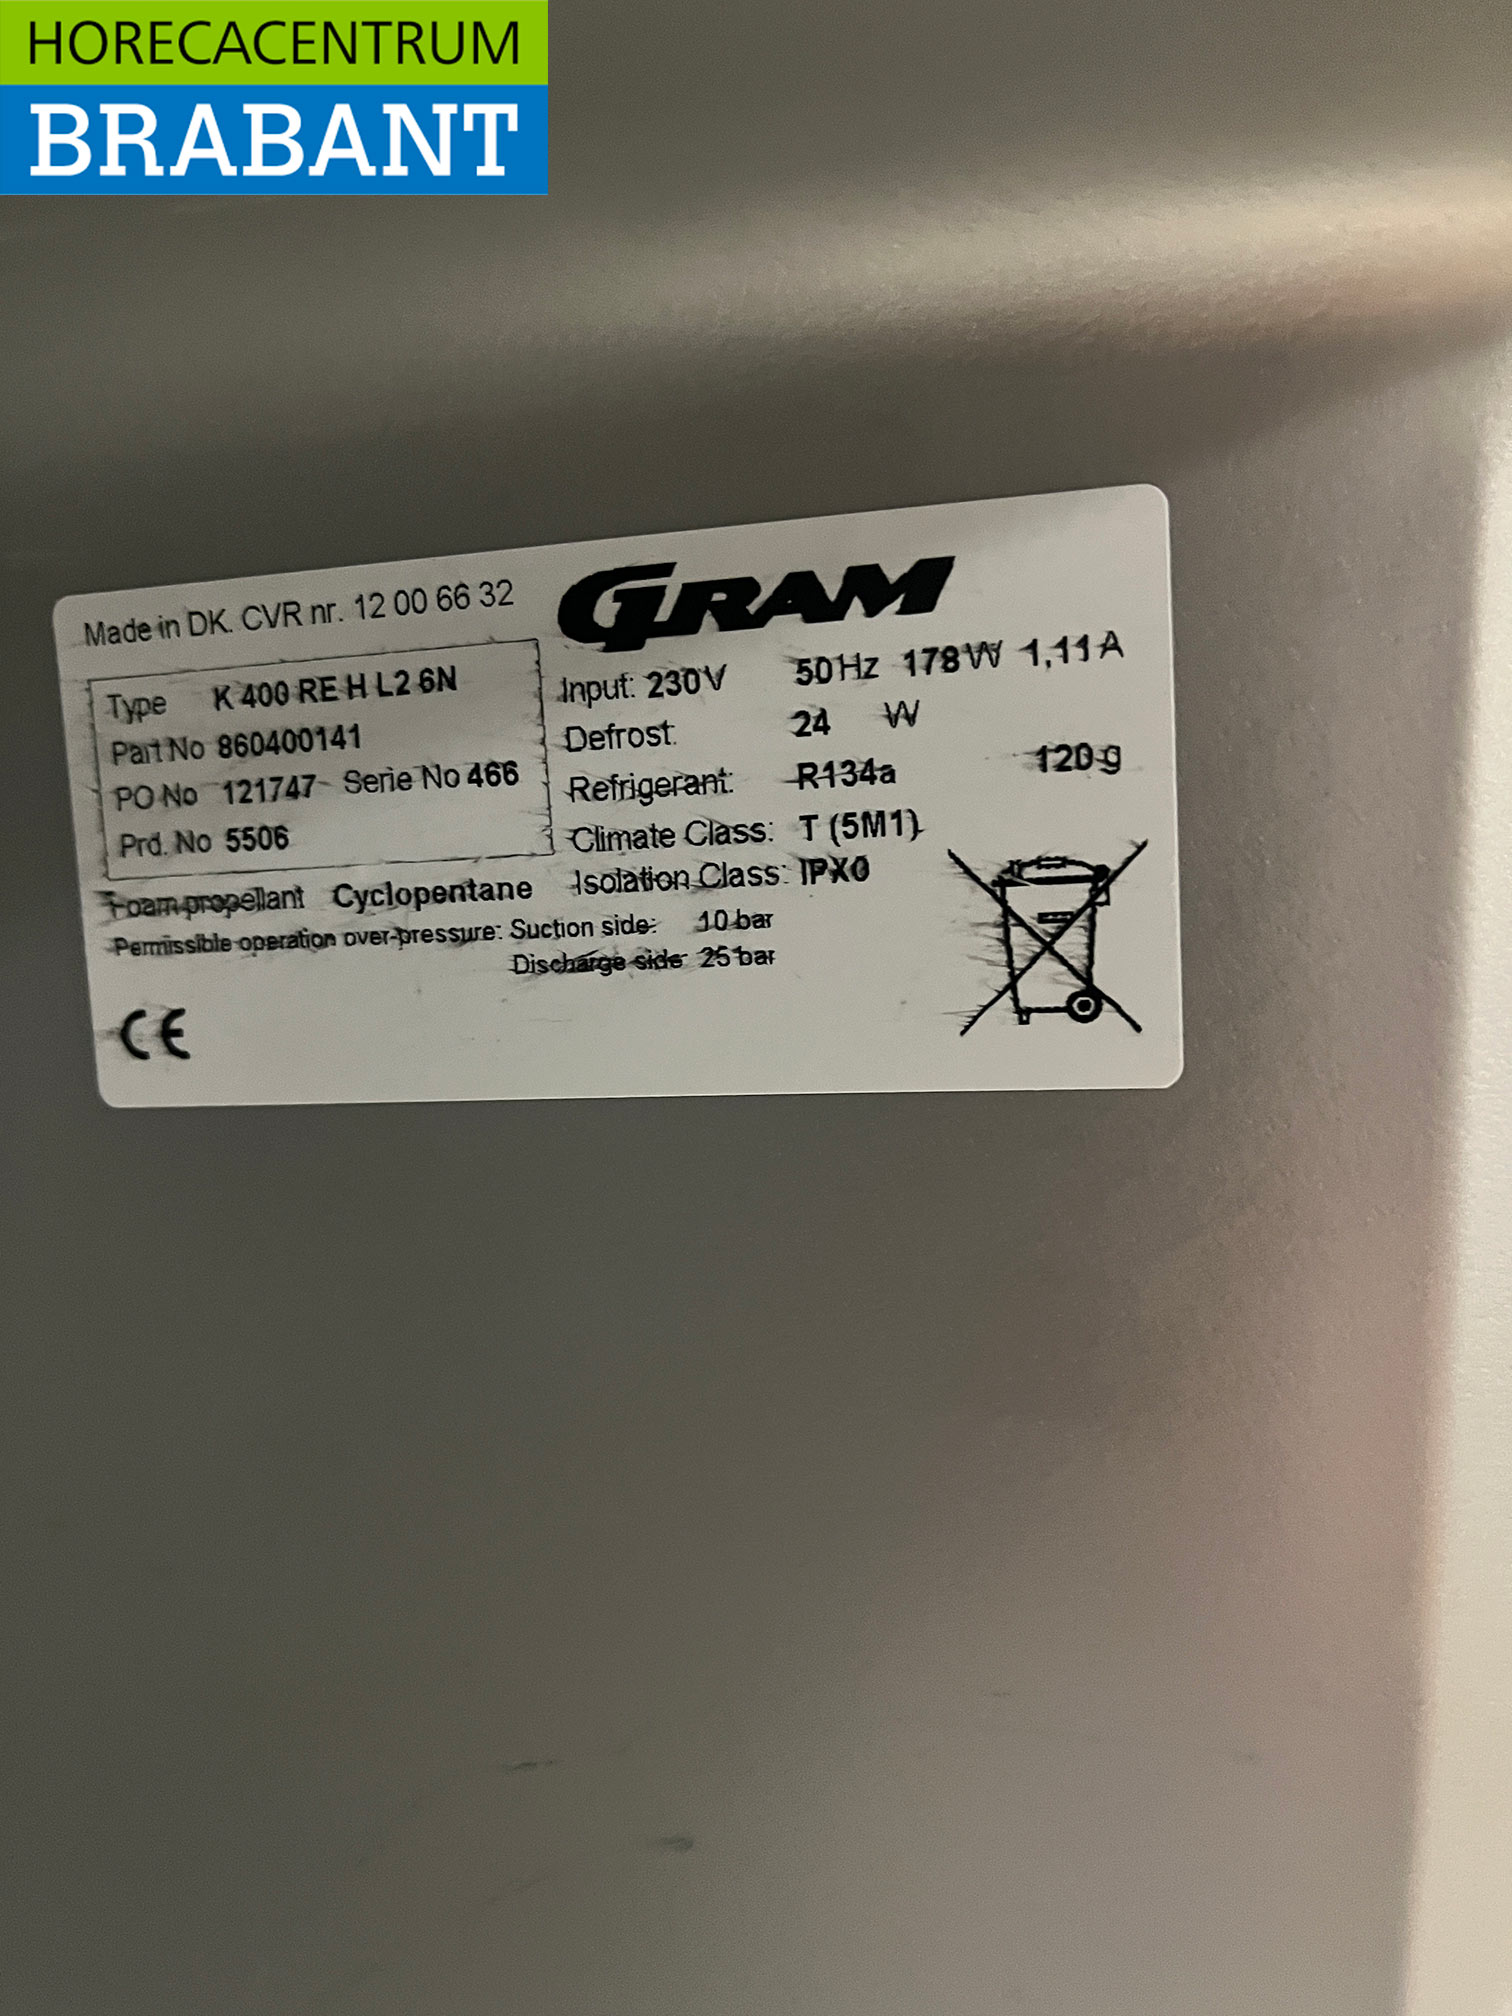 HORECACENTRUM
BRABANT
Made in DK. CVR nr. 12 00 66 32
GRAM
Type K 400 RE H L2 6N
Part No 860400141
PO No 121747 Serie No 466
Prd. No 5506
Input: 230V 50Hz 178W 1,11A
Defrost: 24 W
Refrigerant: R134a 120g
Climate Class: T (5M1)
Isolation Class: IPX0
Foam propellant Cyclopentane
Permissible operation over-pressure: Suction side: 10 bar
Discharge side 25 bar
CE